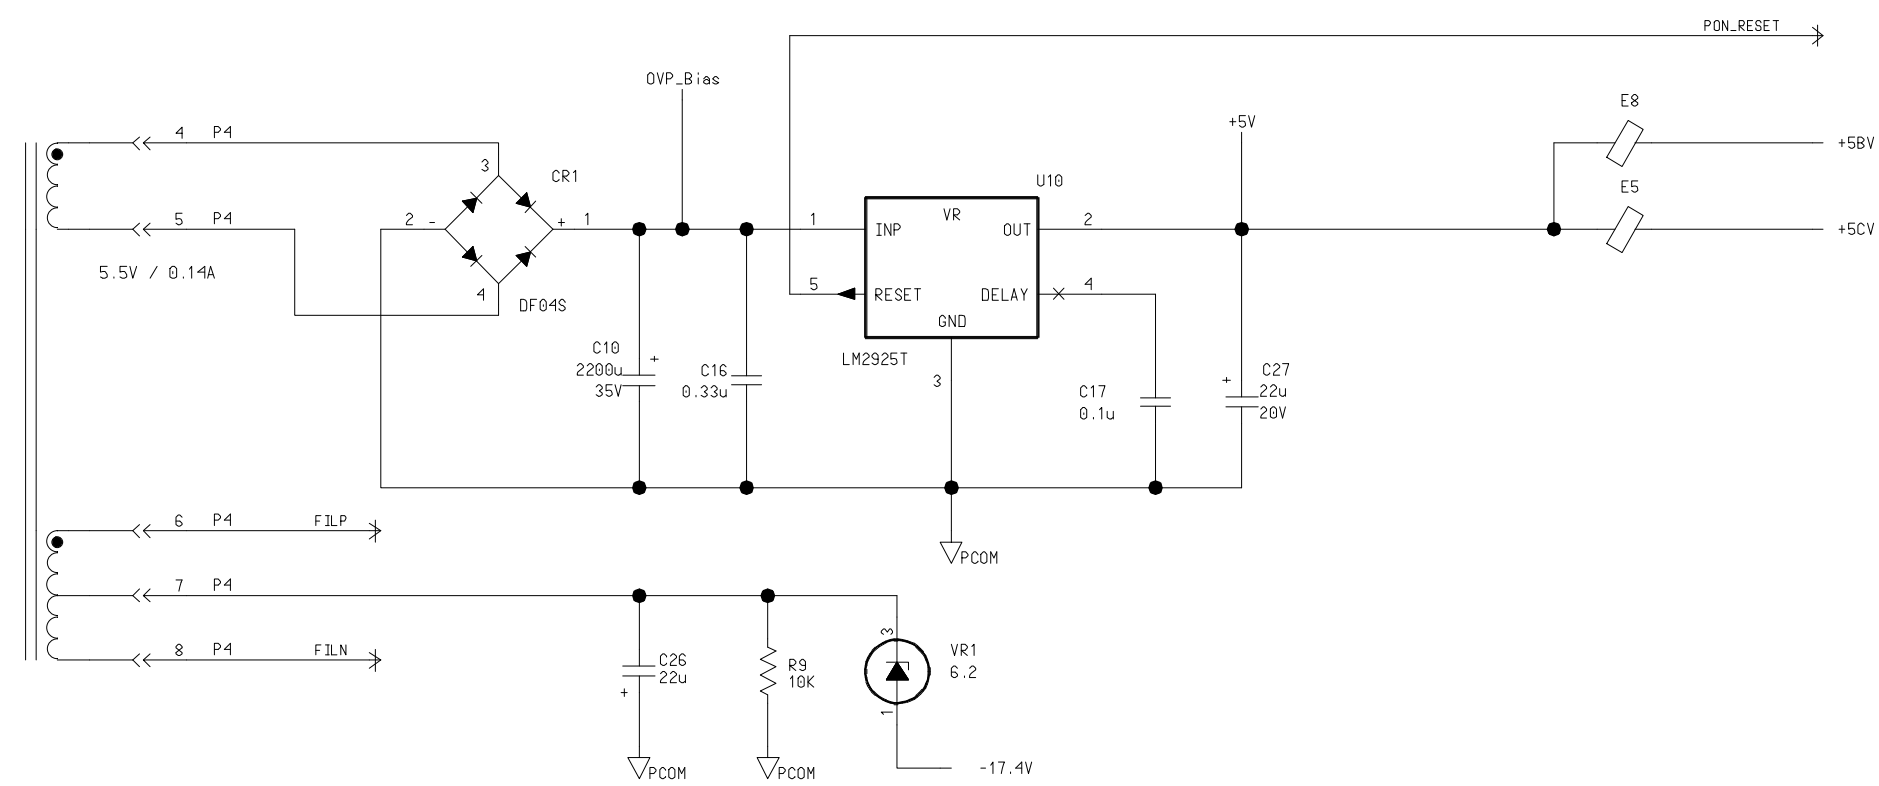 PON_RESET
OVP_Bias
E8
+5V
4 P4
+5BV
3
CR1
U10
E5
5 P4
2 - + 1
1
INP
VR
OUT
2
+5CV
5.5V / 0.14A
4
DF04S
5
RESET
DELAY
4
GND
LM2925T
3
C10
2200u
35V
+
C16
0.33u
C17
0.1u
+
C27
22u
20V
6 P4 FILP
PCOM
7 P4
8 P4 FILN
C26
22u
+
R9
10K
3
VR1
6.2
1
PCOM
PCOM
-17.4V